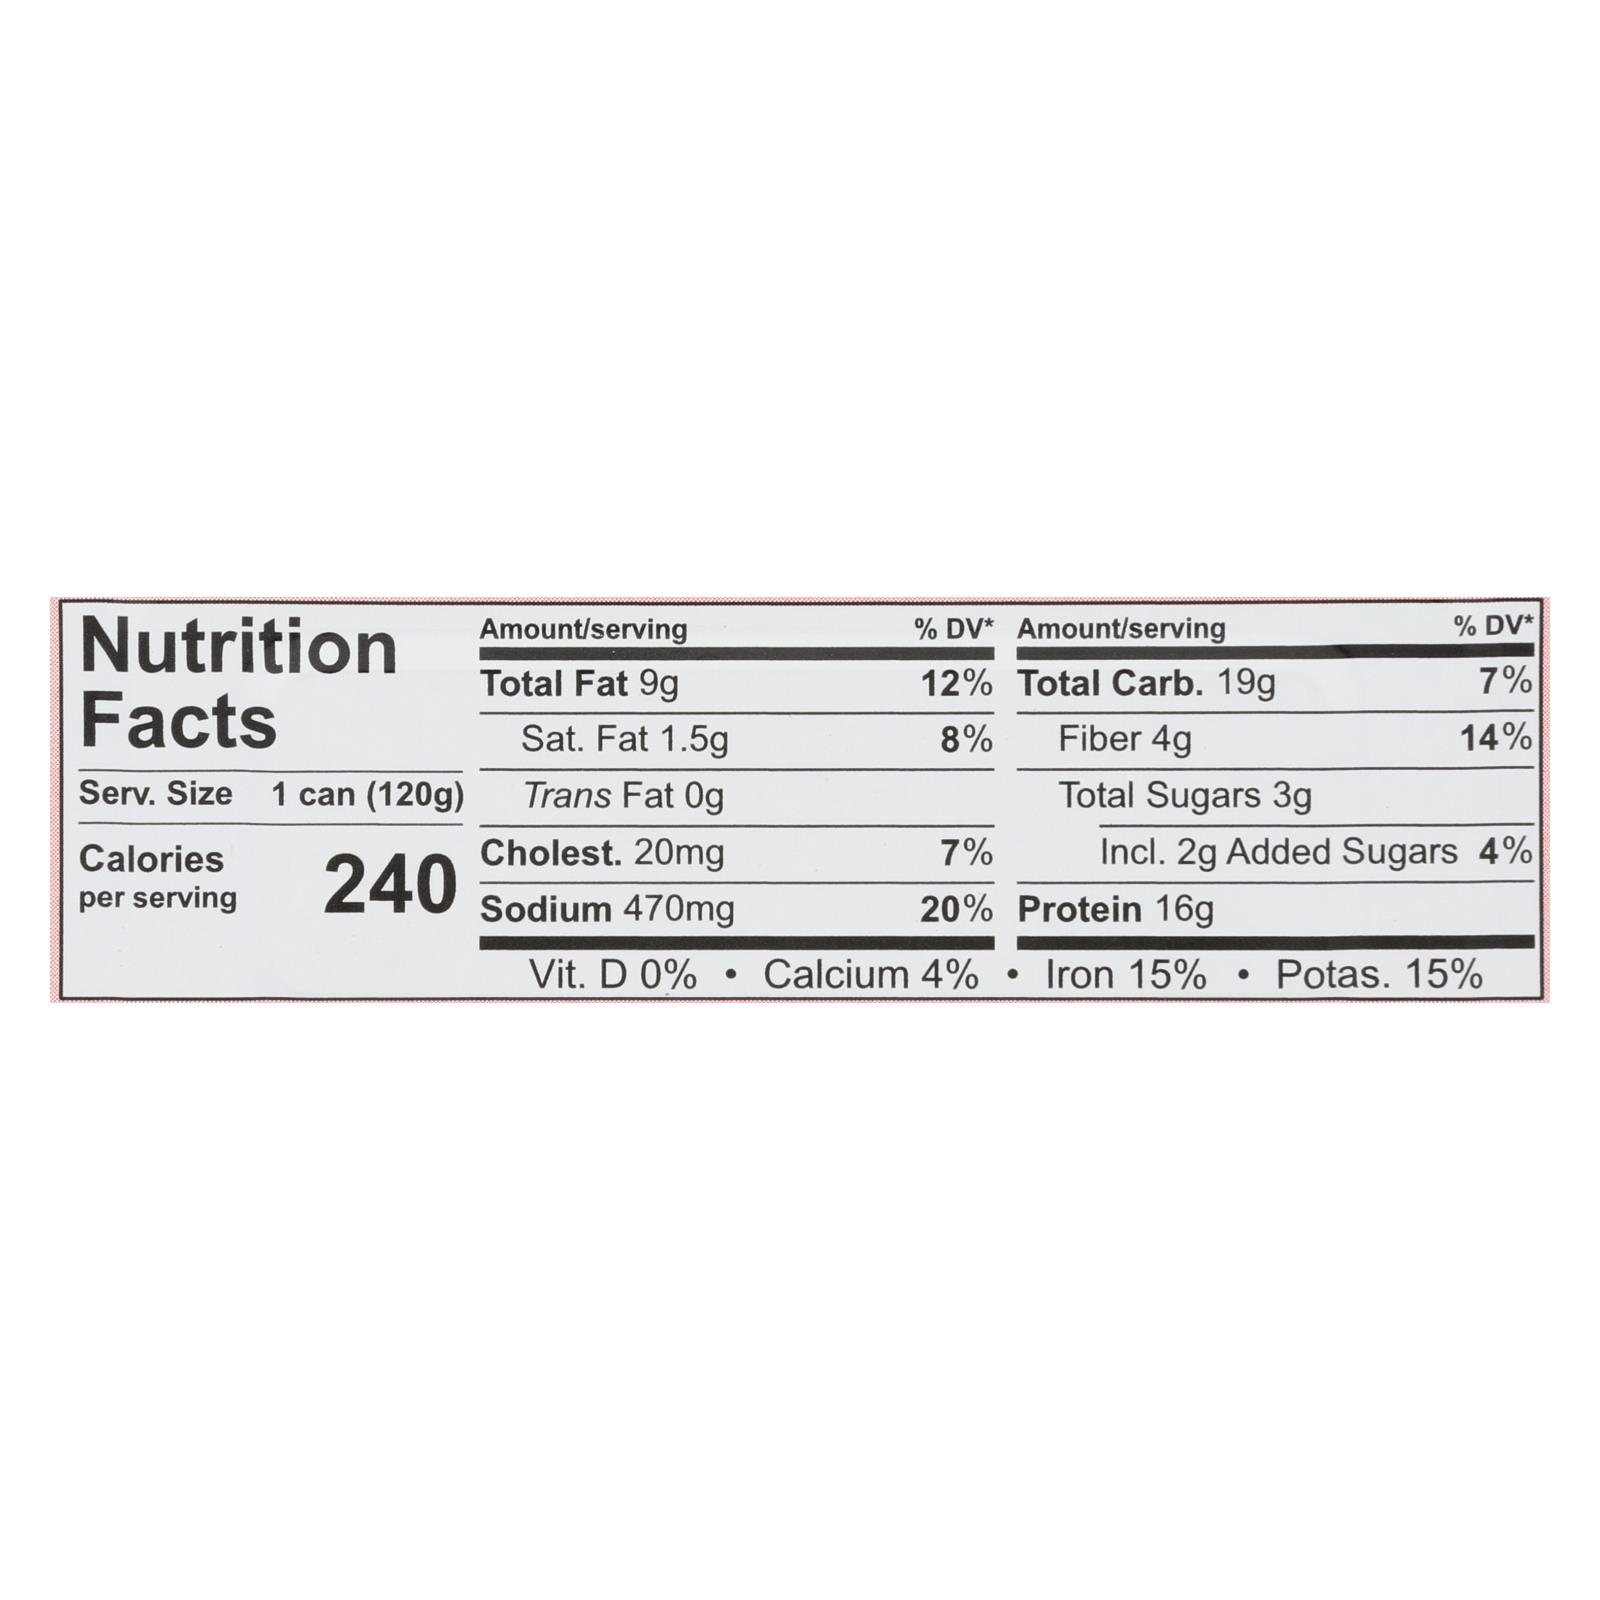 Nutrition
Facts
Serv. Size 1 can (120g)
Calories
per serving 240
Amount/serving % DV*
Total Fat 9g 12%
Sat. Fat 1.5g 8%
Trans Fat 0g
Cholest. 20mg 7%
Sodium 470mg 20%
Amount/serving % DV*
Total Carb. 19g 7%
Fiber 4g 14%
Total Sugars 3g
Incl. 2g Added Sugars 4%
Protein 16g
Vit. D 0% • Calcium 4% • Iron 15% • Potas. 15%